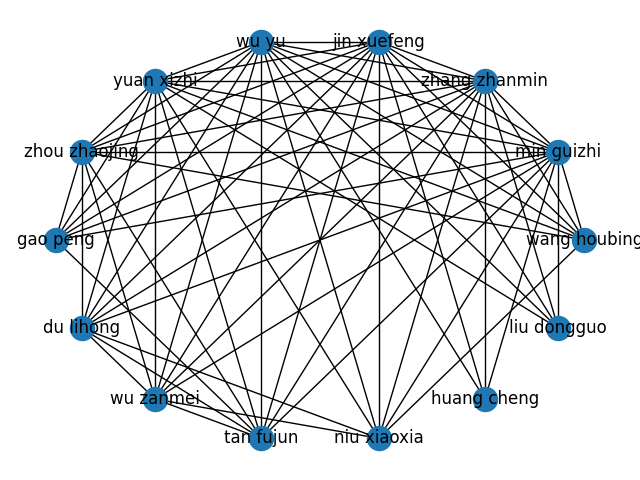 wu yu
jin xuefeng
yuan xizhi
zhang zhanmin
zhou zhaojing
min guizhi
gao peng
wang houbing
du lihong
liu dongguo
wu zanmei
huang cheng
tan fujun
niu xiaoxia